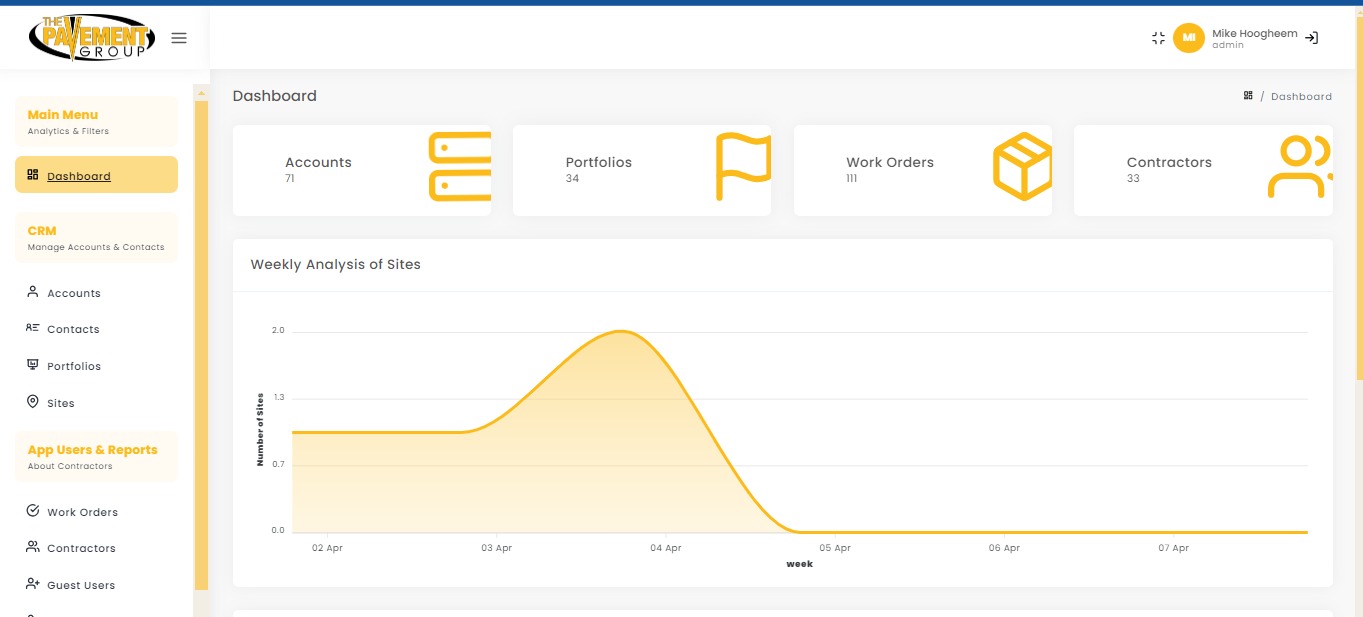 THE
PAVEMENT
GROUP
MI
Mike Hoogheem
admin
Main Menu
Analytics & Filters
Dashboard
CRM
Manage Accounts & Contacts
Accounts
Contacts
Portfolios
Sites
App Users & Reports
About Contractors
Work Orders
Contractors
Guest Users
Dashboard
/ Dashboard
Accounts
71
Portfolios
34
Work Orders
111
Contractors
33
Weekly Analysis of Sites
Number of Sites
2.0
1.3
0.7
0.0
02 Apr
03 Apr
04 Apr
05 Apr
06 Apr
07 Apr
week